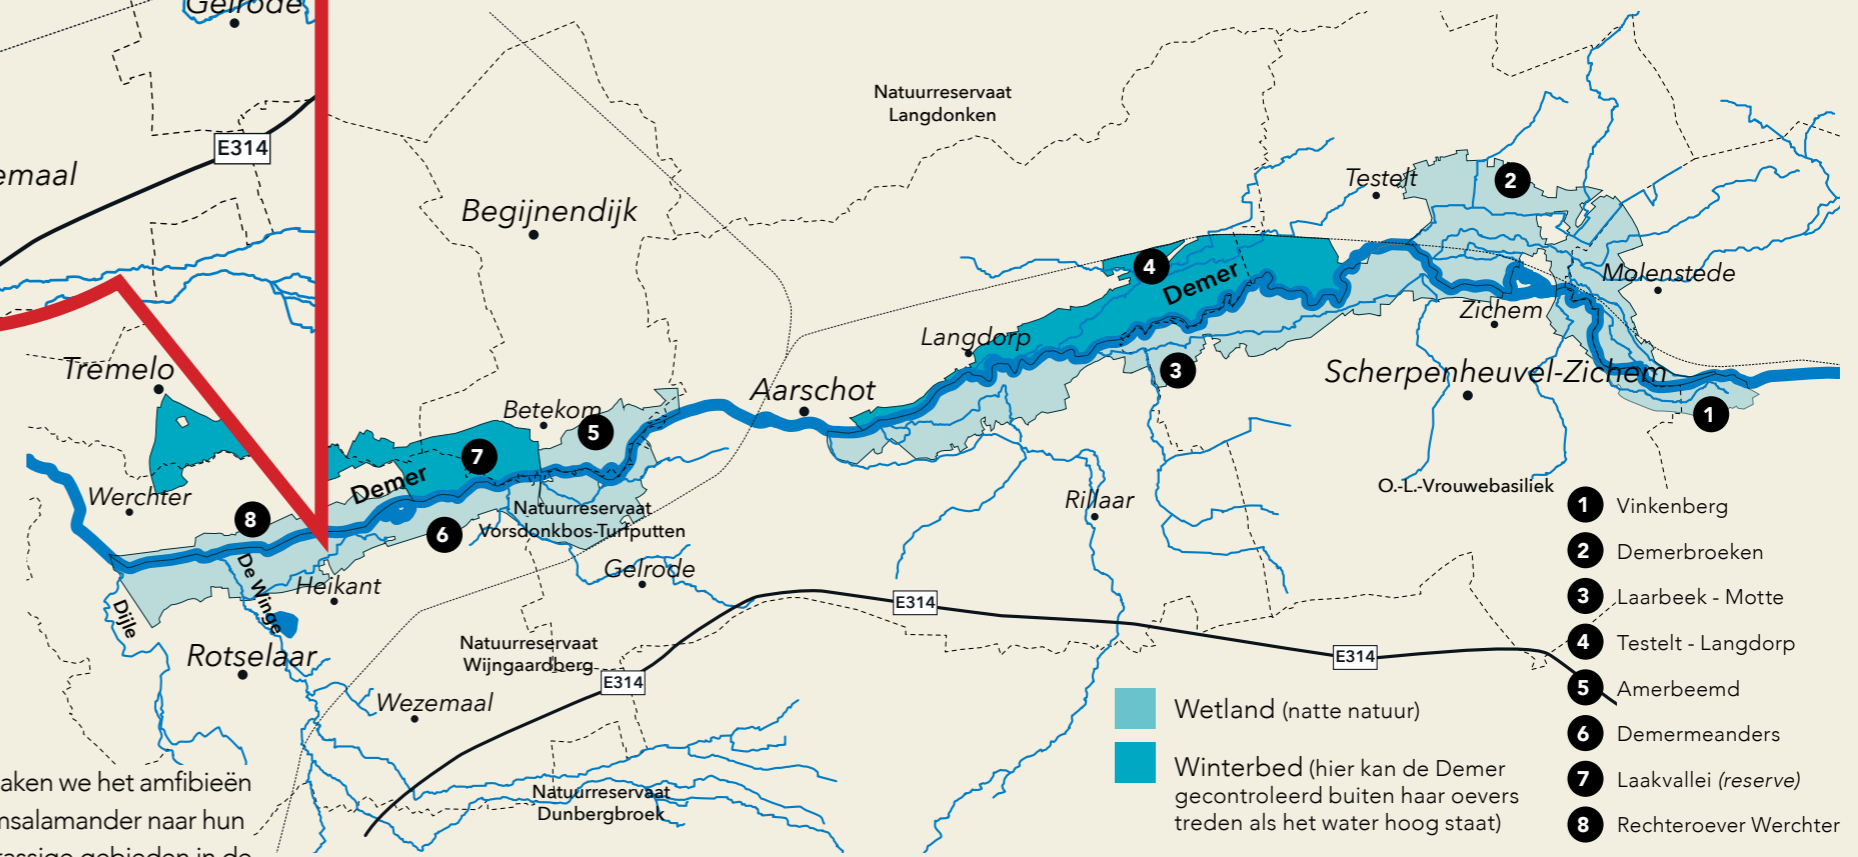 Gelrode
E314
emaal
Natuurreservaat
Langdonken
Testelt
2
Begijnendijk
4
Demer
Molenstede
Zichem
Langdorp
3
Tremelo
Aarschot
Scherpenheuvel-Zichem
1
Betekom
5
7
Demer
Werchter
8
6
Natuurreservaat
Vorsdonkbos-Turfputten
Rillaar
O.-L.-Vrouwebasiliek
De Winge
Heikant
Gelrode
Dijle
E314
Rotselaar
Natuurreservaat
Wijngaardberg
E314
E314
Wezemaal
Natuurreservaat
Dunbergbroek
Wetland (natte natuur)
Winterbed (hier kan de Demer
gecontroleerd buiten haar oevers
treden als het water hoog staat)
1 Vinkenberg
2 Demerbroeken
3 Laarbeek - Motte
4 Testelt - Langdorp
5 Amerbeemd
6 Demermeanders
7 Laakvallei (reserve)
8 Rechteroever Werchter
aken we het amfibieën
nsalamander naar hun
assige gebieden in de